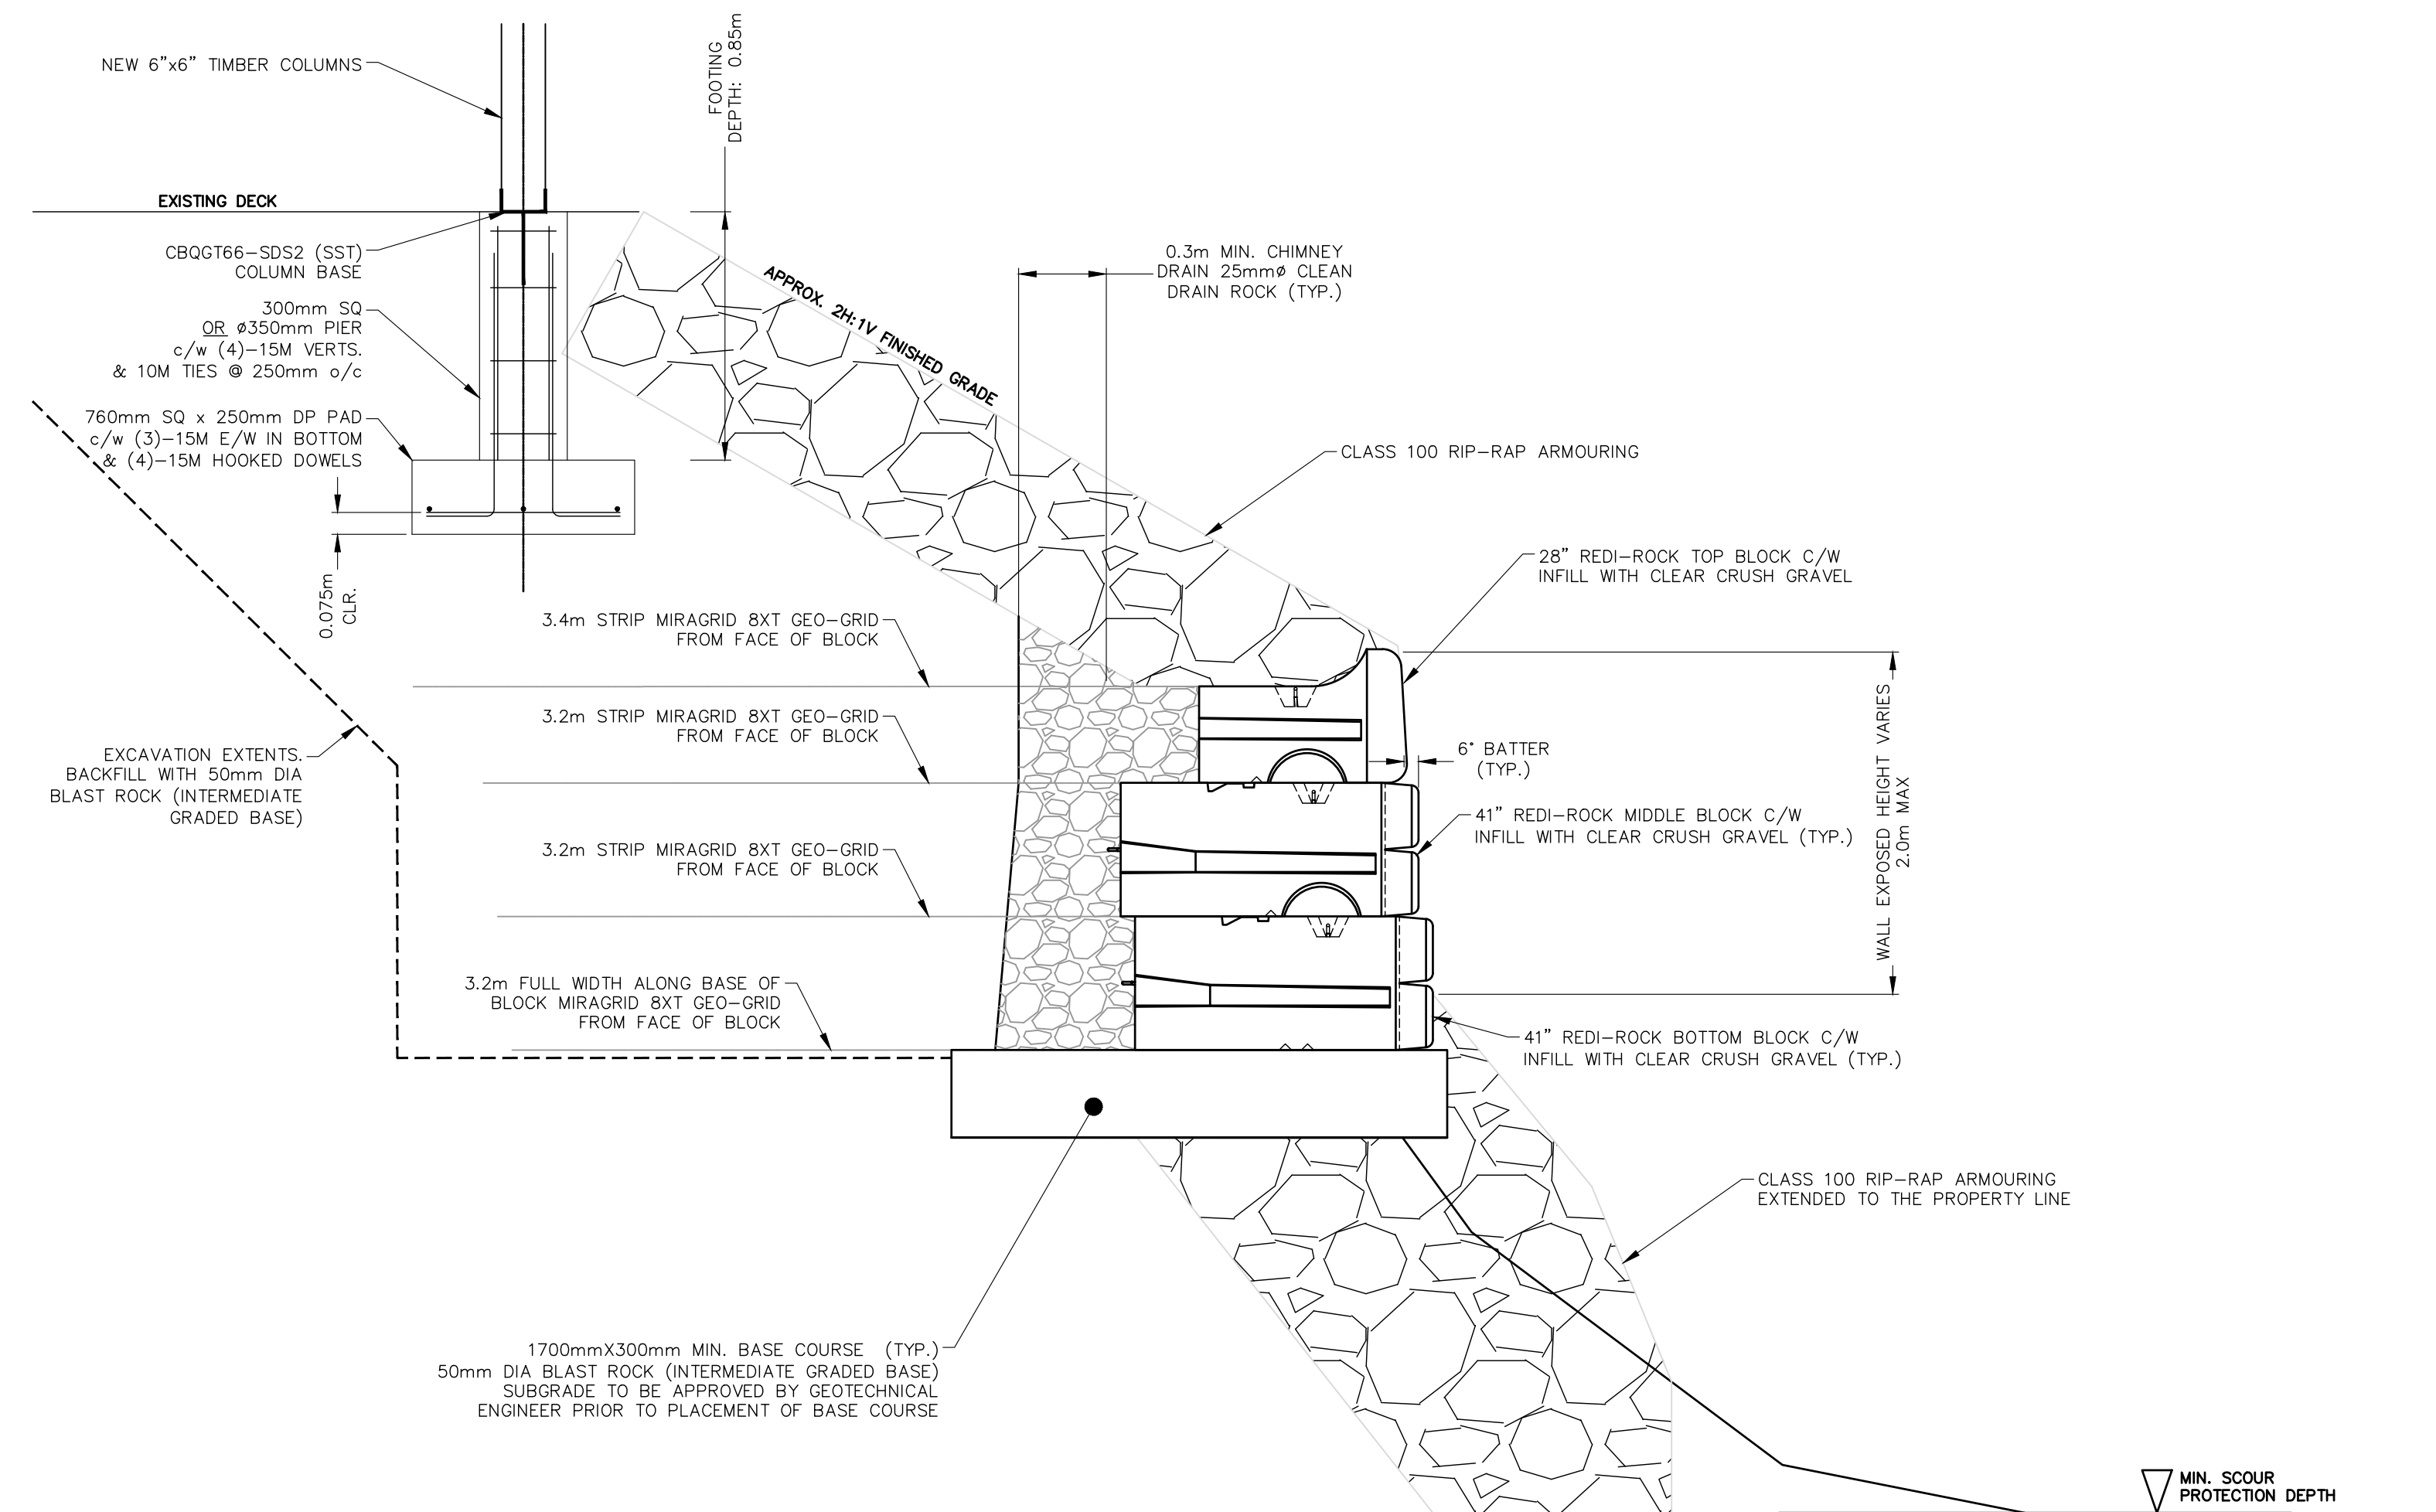 FOOTING
DEPTH: 0.85m
NEW 6”x6” TIMBER COLUMNS
EXISTING DECK
CBQGT66-SDS2 (SST)
COLUMN BASE
300mm SQ
OR ø350mm PIER
c/w (4)-15M VERTS.
& 10M TIES @ 250mm o/c
760mm SQ x 250mm DP PAD
c/w (3)-15M E/W IN BOTTOM
& (4)-15M HOOKED DOWELS
0.075m
CLR.
APPROX. 2H:1V FINISHED GRADE
0.3m MIN. CHIMNEY
DRAIN 25mmø CLEAN
DRAIN ROCK (TYP.)
CLASS 100 RIP-RAP ARMOURING
28” REDI-ROCK TOP BLOCK C/W
INFILL WITH CLEAR CRUSH GRAVEL
3.4m STRIP MIRAGRID 8XT GEO-GRID
FROM FACE OF BLOCK
3.2m STRIP MIRAGRID 8XT GEO-GRID
FROM FACE OF BLOCK
EXCAVATION EXTENTS.
BACKFILL WITH 50mm DIA
BLAST ROCK (INTERMEDIATE
GRADED BASE)
6° BATTER
(TYP.)
WALL EXPOSED HEIGHT VARIES
2.0m MAX
41” REDI-ROCK MIDDLE BLOCK C/W
INFILL WITH CLEAR CRUSH GRAVEL (TYP.)
3.2m STRIP MIRAGRID 8XT GEO-GRID
FROM FACE OF BLOCK
3.2m FULL WIDTH ALONG BASE OF
BLOCK MIRAGRID 8XT GEO-GRID
FROM FACE OF BLOCK
41” REDI-ROCK BOTTOM BLOCK C/W
INFILL WITH CLEAR CRUSH GRAVEL (TYP.)
CLASS 100 RIP-RAP ARMOURING
EXTENDED TO THE PROPERTY LINE
1700mmX300mm MIN. BASE COURSE (TYP.)
50mm DIA BLAST ROCK (INTERMEDIATE GRADED BASE)
SUBGRADE TO BE APPROVED BY GEOTECHNICAL
ENGINEER PRIOR TO PLACEMENT OF BASE COURSE
MIN. SCOUR
PROTECTION DEPTH